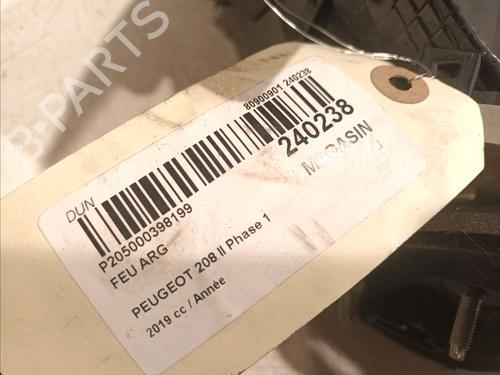 B-PARTS
80900901 240238
DUN
240238
MAGASIN
P205000398199
FEU ARG
PEUGEOT 208 II Phase 1
2019 cc / Année